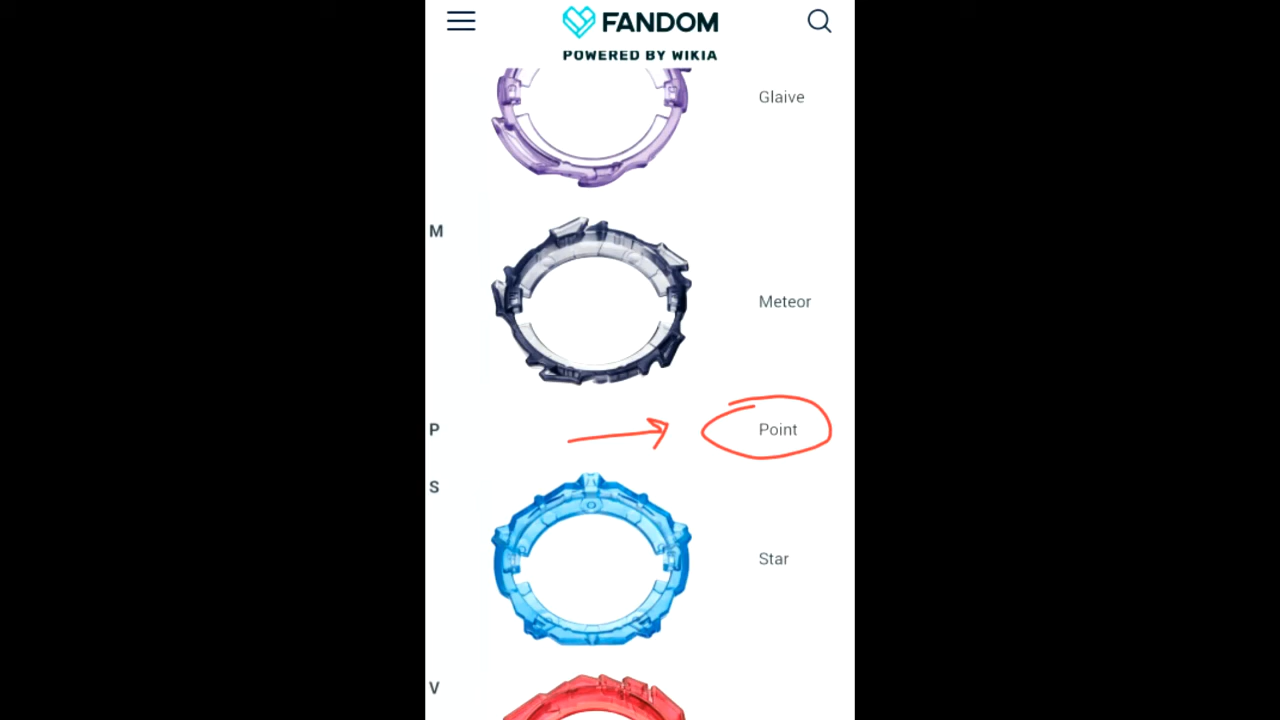 FANDOM
POWERED BY WIKIA
Glaive
M
Meteor
P
Point
S
Star
V